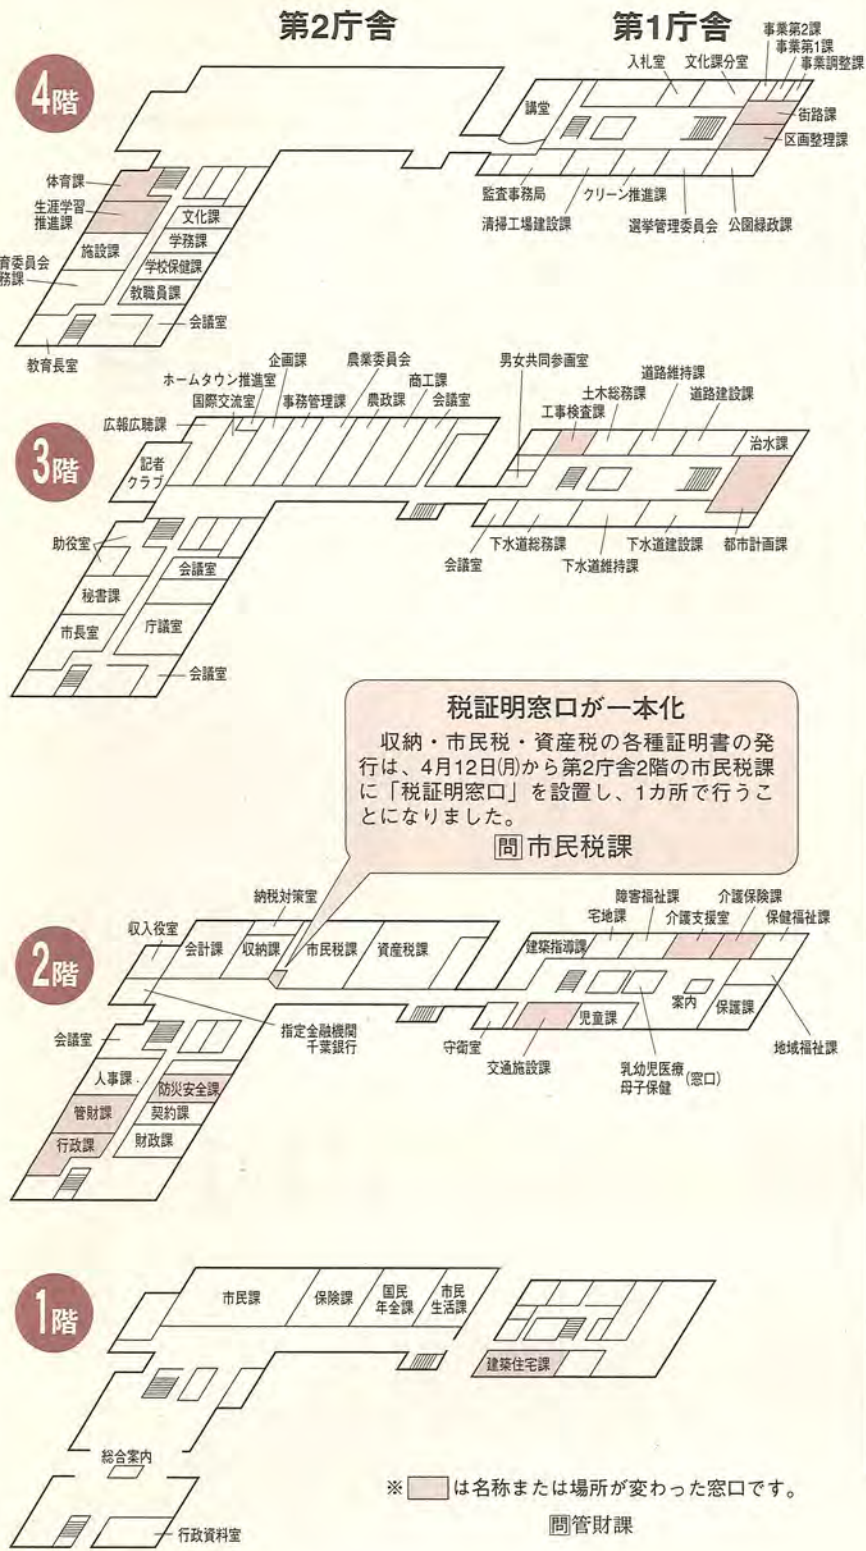 第2庁舎
第1庁舎
4階
事業第2課
事業第1課
事業調整課
入札室
文化課分室
講堂
街路課
区画整理課
体育課
生涯学習
推進課
施設課
育委員会
務課
教育長室
文化課
学務課
学校保健課
教職員課
会議室
監査事務局
清掃工場建設課
クリーン推進課
選挙管理委員会
公園緑政課
3階
広報広聴課
ホームタウン推進室
国際交流室
企画課
事務管理課
農業委員会
農政課
商工課
会議室
男女共同参画室
工事検査課
土木総務課
道路維持課
道路建設課
治水課
記者
クラブ
助役室
秘書課
市長室
会議室
庁議室
会議室
会議室
下水道総務課
下水道維持課
下水道建設課
都市計画課
税証明窓口が一本化
収納・市民税・資産税の各種証明書の発
行は、4月12日(月)から第2庁舎2階の市民税課
に「税証明窓口」を設置し、1カ所で行うこ
とになりました。
問市民税課
2階
収入役室
会計課
収納課
納税対策室
市民税課
資産税課
建築指導課
宅地課
障害福祉課
介護支援室
介護保険課
保健福祉課
指定金融機関
千葉銀行
守衛室
交通施設課
児童課
乳幼児医療
母子保健
(窓口)
案内
保護課
地域福祉課
会議室
人事課
管財課
行政課
防災安全課
契約課
財政課
1階
市民課
保険課
国民
年金課
市民
生活課
建築住宅課
総合案内
行政資料室
※は名称または場所が変わった窓口です。
問管財課